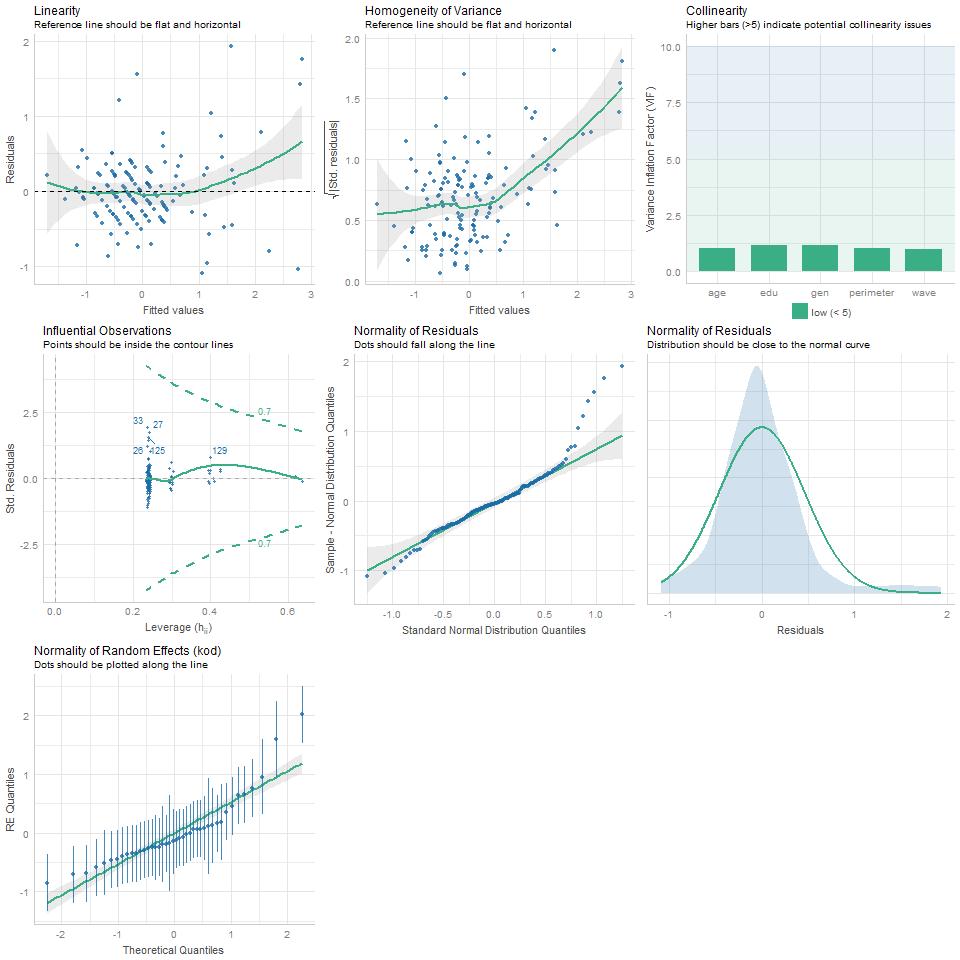 Linearity
Reference line should be flat and horizontal
2
1
0
-1
Residuals
-1
0
1
2
3
Fitted values
Homogeneity of Variance
Reference line should be flat and horizontal
2.0
1.5
1.0
0.5
0.0
√|Std. residuals|
-1
0
1
2
3
Fitted values
Collinearity
Higher bars (>5) indicate potential collinearity issues
10.0
7.5
5.0
2.5
0.0
Variance Inflation Factor (VIF)
age
edu
gen
perimeter
wave
low (< 5)
Influential Observations
Points should be inside the contour lines
2.5
0.0
-2.5
Std. Residuals
0.7
33
27
26
125
129
0.7
0.0
0.2
0.4
0.6
Leverage (hii)
Normality of Residuals
Dots should fall along the line
2
1
0
-1
Sample - Normal Distribution Quantiles
-1.0
-0.5
0.0
0.5
1.0
Standard Normal Distribution Quantiles
Normality of Residuals
Distribution should be close to the normal curve
-1
0
1
2
Residuals
Normality of Random Effects (kod)
Dots should be plotted along the line
2
1
0
-1
RE Quantiles
-2
-1
0
1
2
Theoretical Quantiles